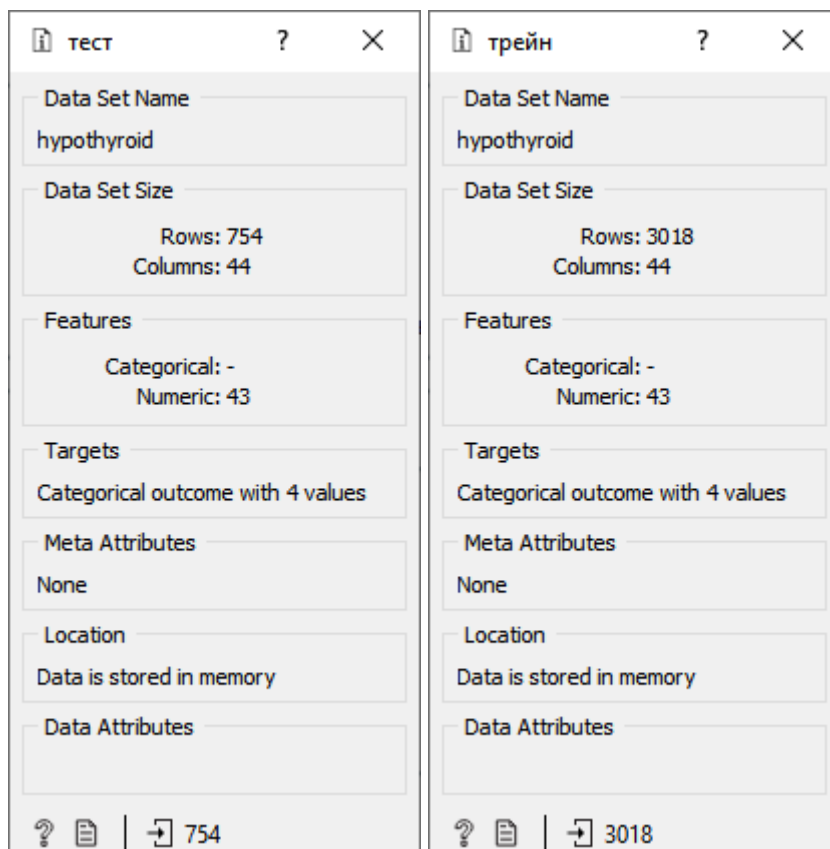 тест
?
Data Set Name
hypothyroid
Data Set Size
Rows: 754
Columns: 44
Features
Categorical: -
Numeric: 43
Targets
Categorical outcome with 4 values
Meta Attributes
None
Location
Data is stored in memory
Data Attributes
? 754
трейн
?
Data Set Name
hypothyroid
Data Set Size
Rows: 3018
Columns: 44
Features
Categorical: -
Numeric: 43
Targets
Categorical outcome with 4 values
Meta Attributes
None
Location
Data is stored in memory
Data Attributes
? 3018